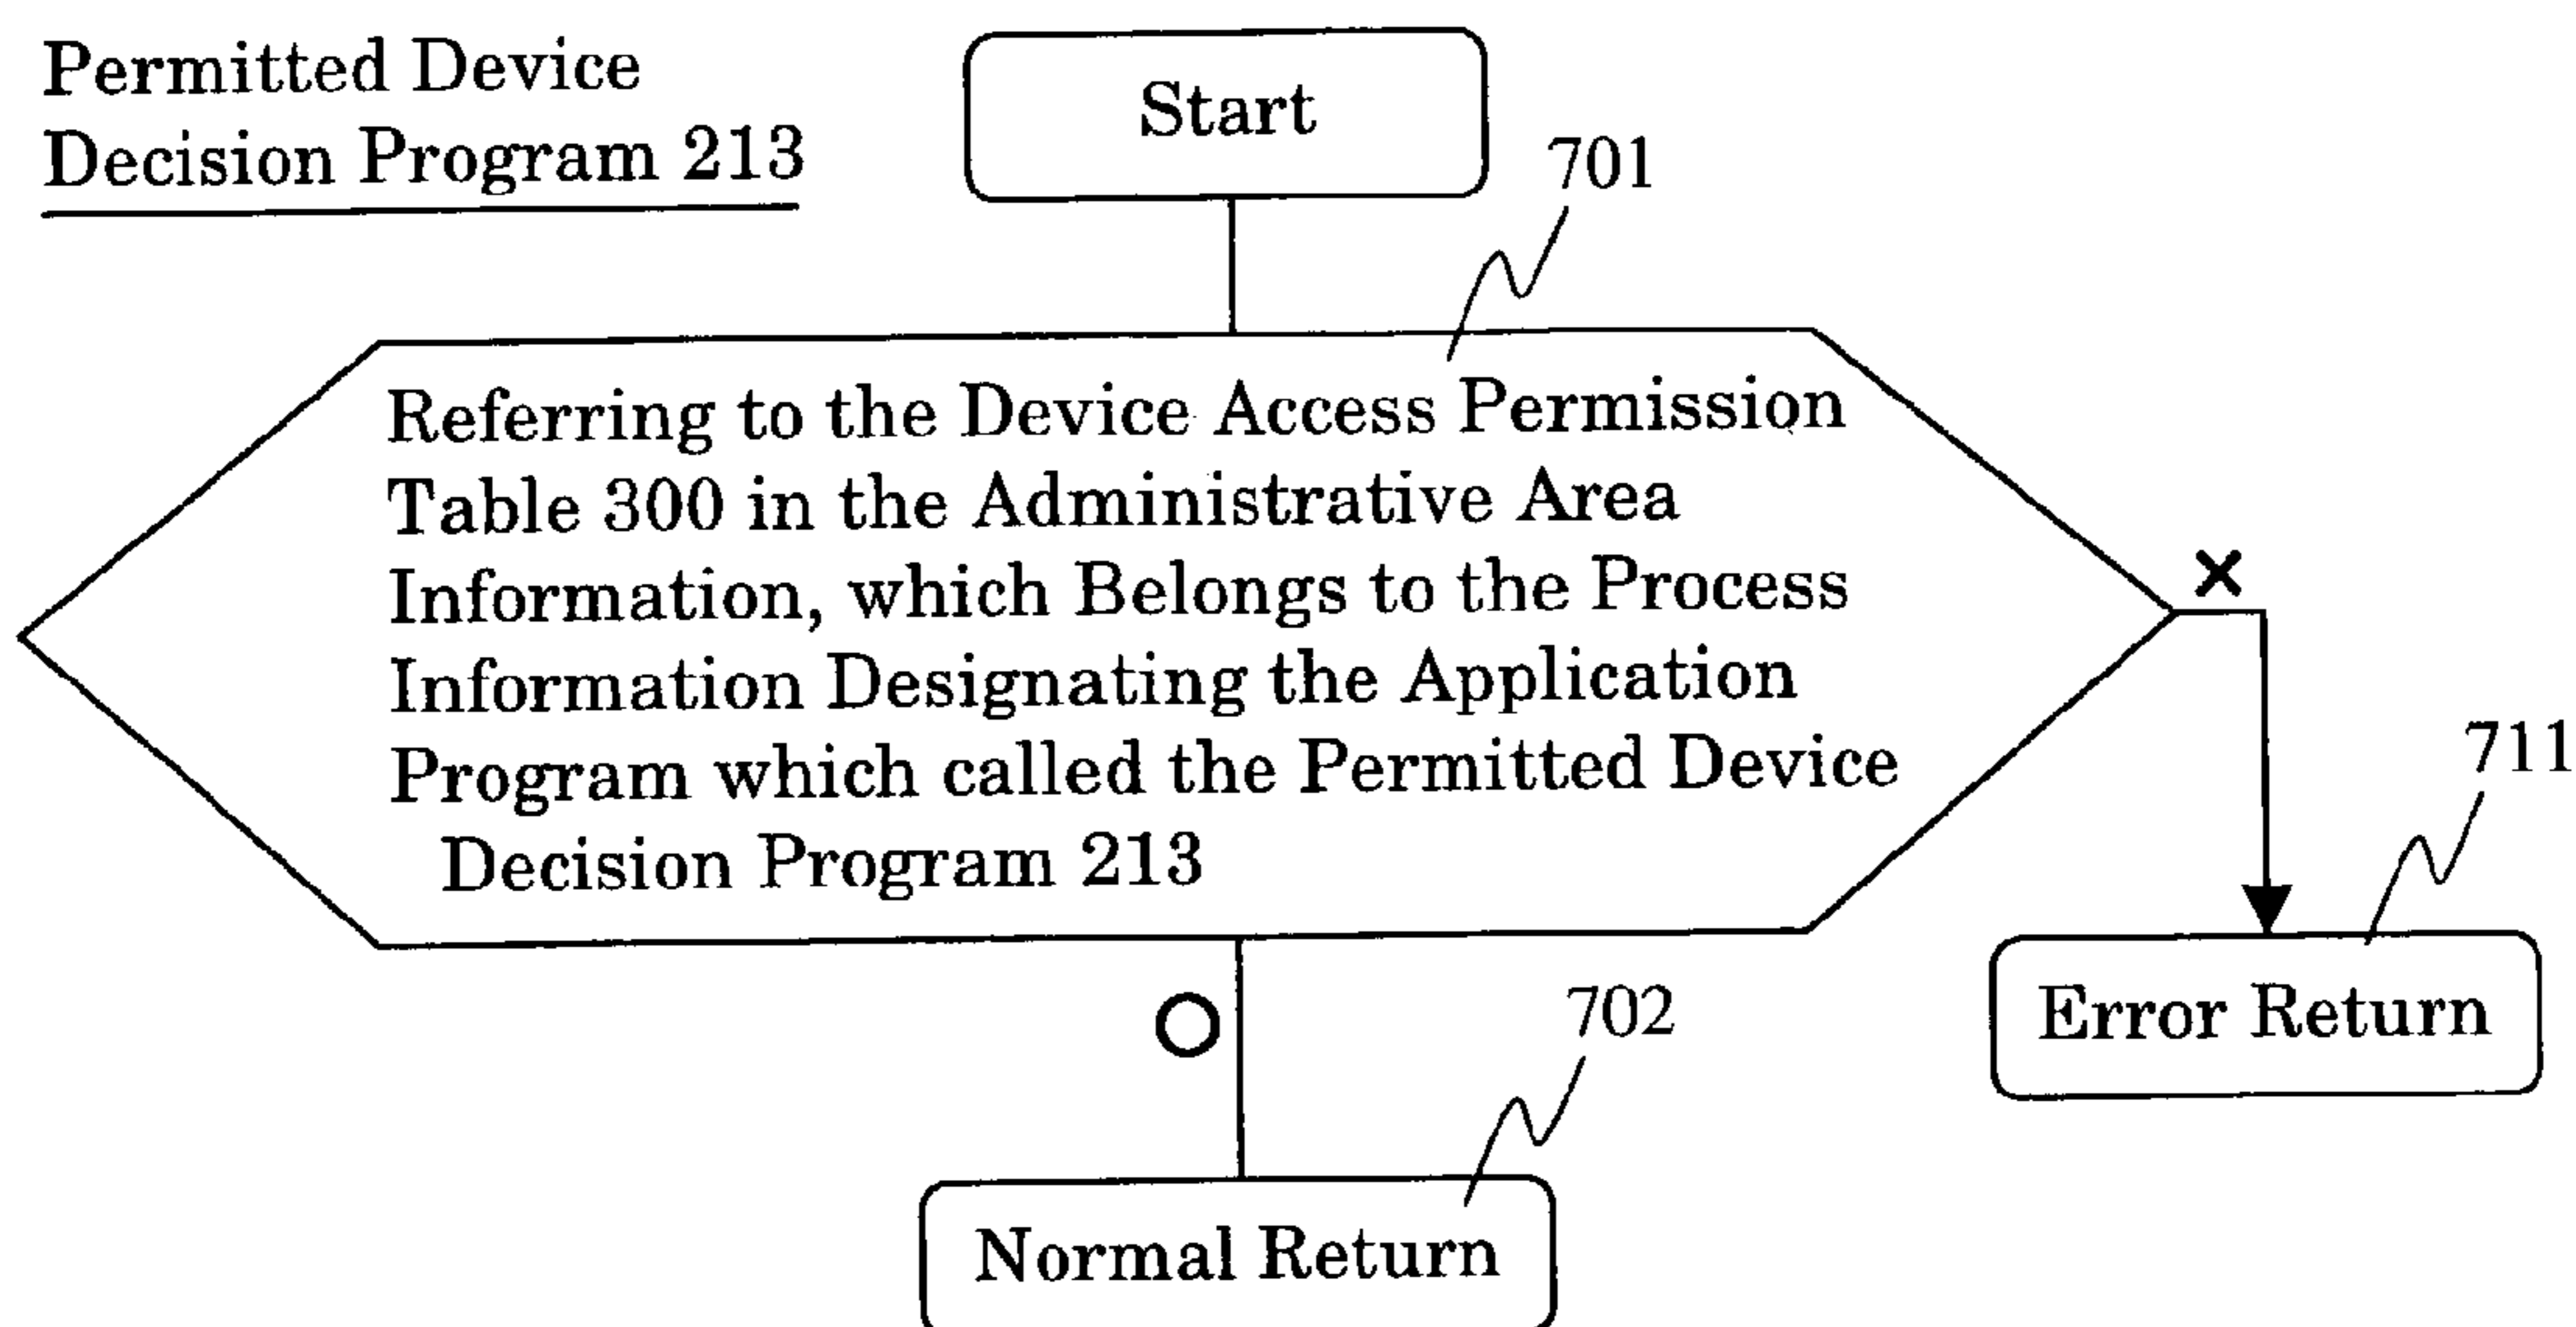 Permitted Device
Decision Program 213
Start
701
Referring to the Device Access Permission
Table 300 in the Administrative Area
Information, which Belongs to the Process
Information Designating the Application
Program which called the Permitted Device
Decision Program 213
×
711
Error Return
○
702
Normal Return